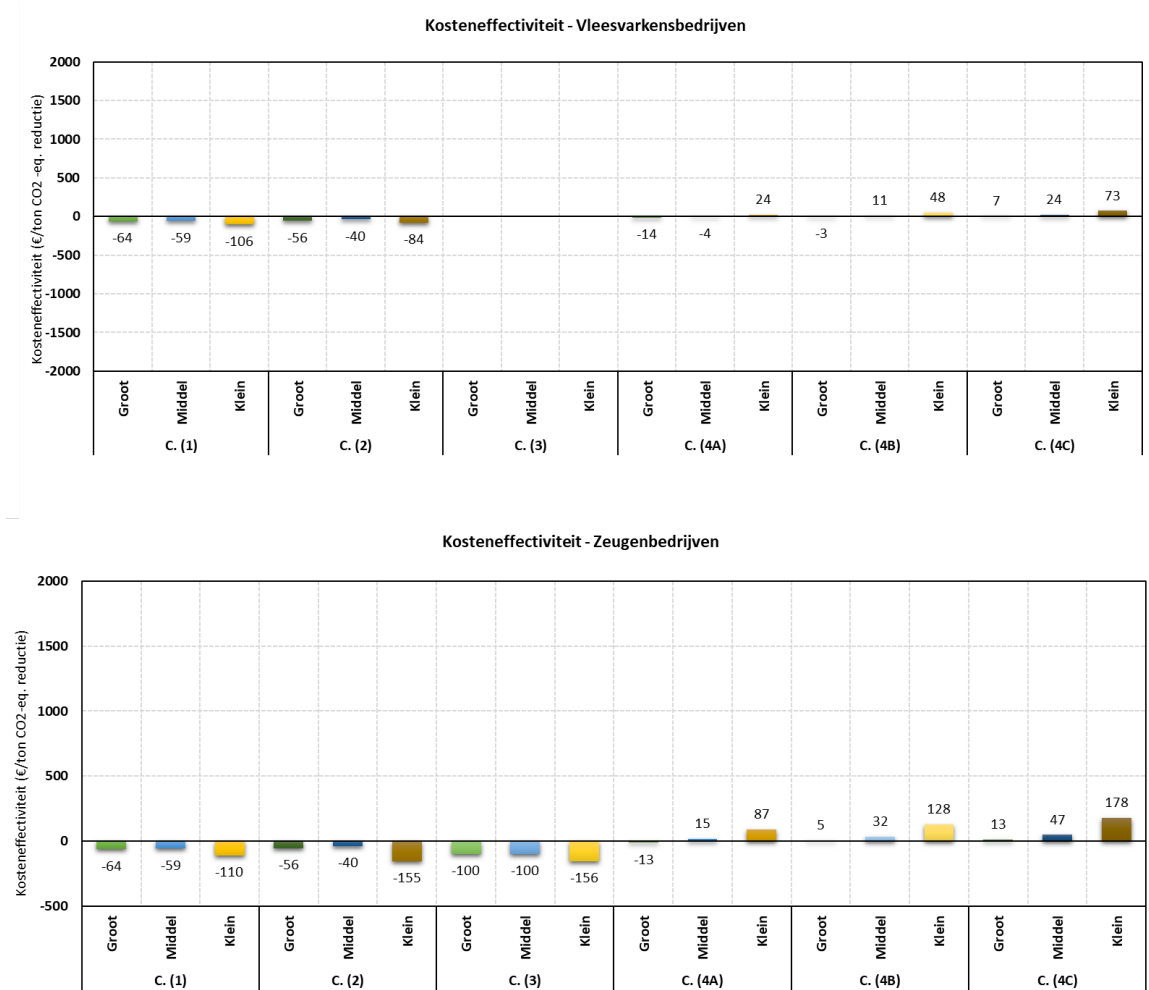 Kosteneffectiviteit - Vleesvarkensbedrijven
Kosteneffectiviteit (€/ton CO2 -eq. reductie)
2000
1500
1000
500
0
-500
-1000
-1500
-2000
-64 -59 -106 -56 -40 -84 -14 -4 24 -3 11 48 7 24 73
Groot Middel Klein Groot Middel Klein Groot Middel Klein Groot Middel Klein Groot Middel Klein Groot Middel Klein
C. (1) C. (2) C. (3) C. (4A) C. (4B) C. (4C)
Kosteneffectiviteit - Zeugenbedrijven
Kosteneffectiviteit (€/ton CO2-eq. reductie)
2000
1500
1000
500
0
-500
-64 -59 -110 -56 -40 -155 -100 -100 -156 -13 15 87 5 32 128 13 47 178
Groot Middel Klein Groot Middel Klein Groot Middel Klein Groot Middel Klein Groot Middel Klein Groot Middel Klein
C. (1) C. (2) C. (3) C. (4A) C. (4B) C. (4C)